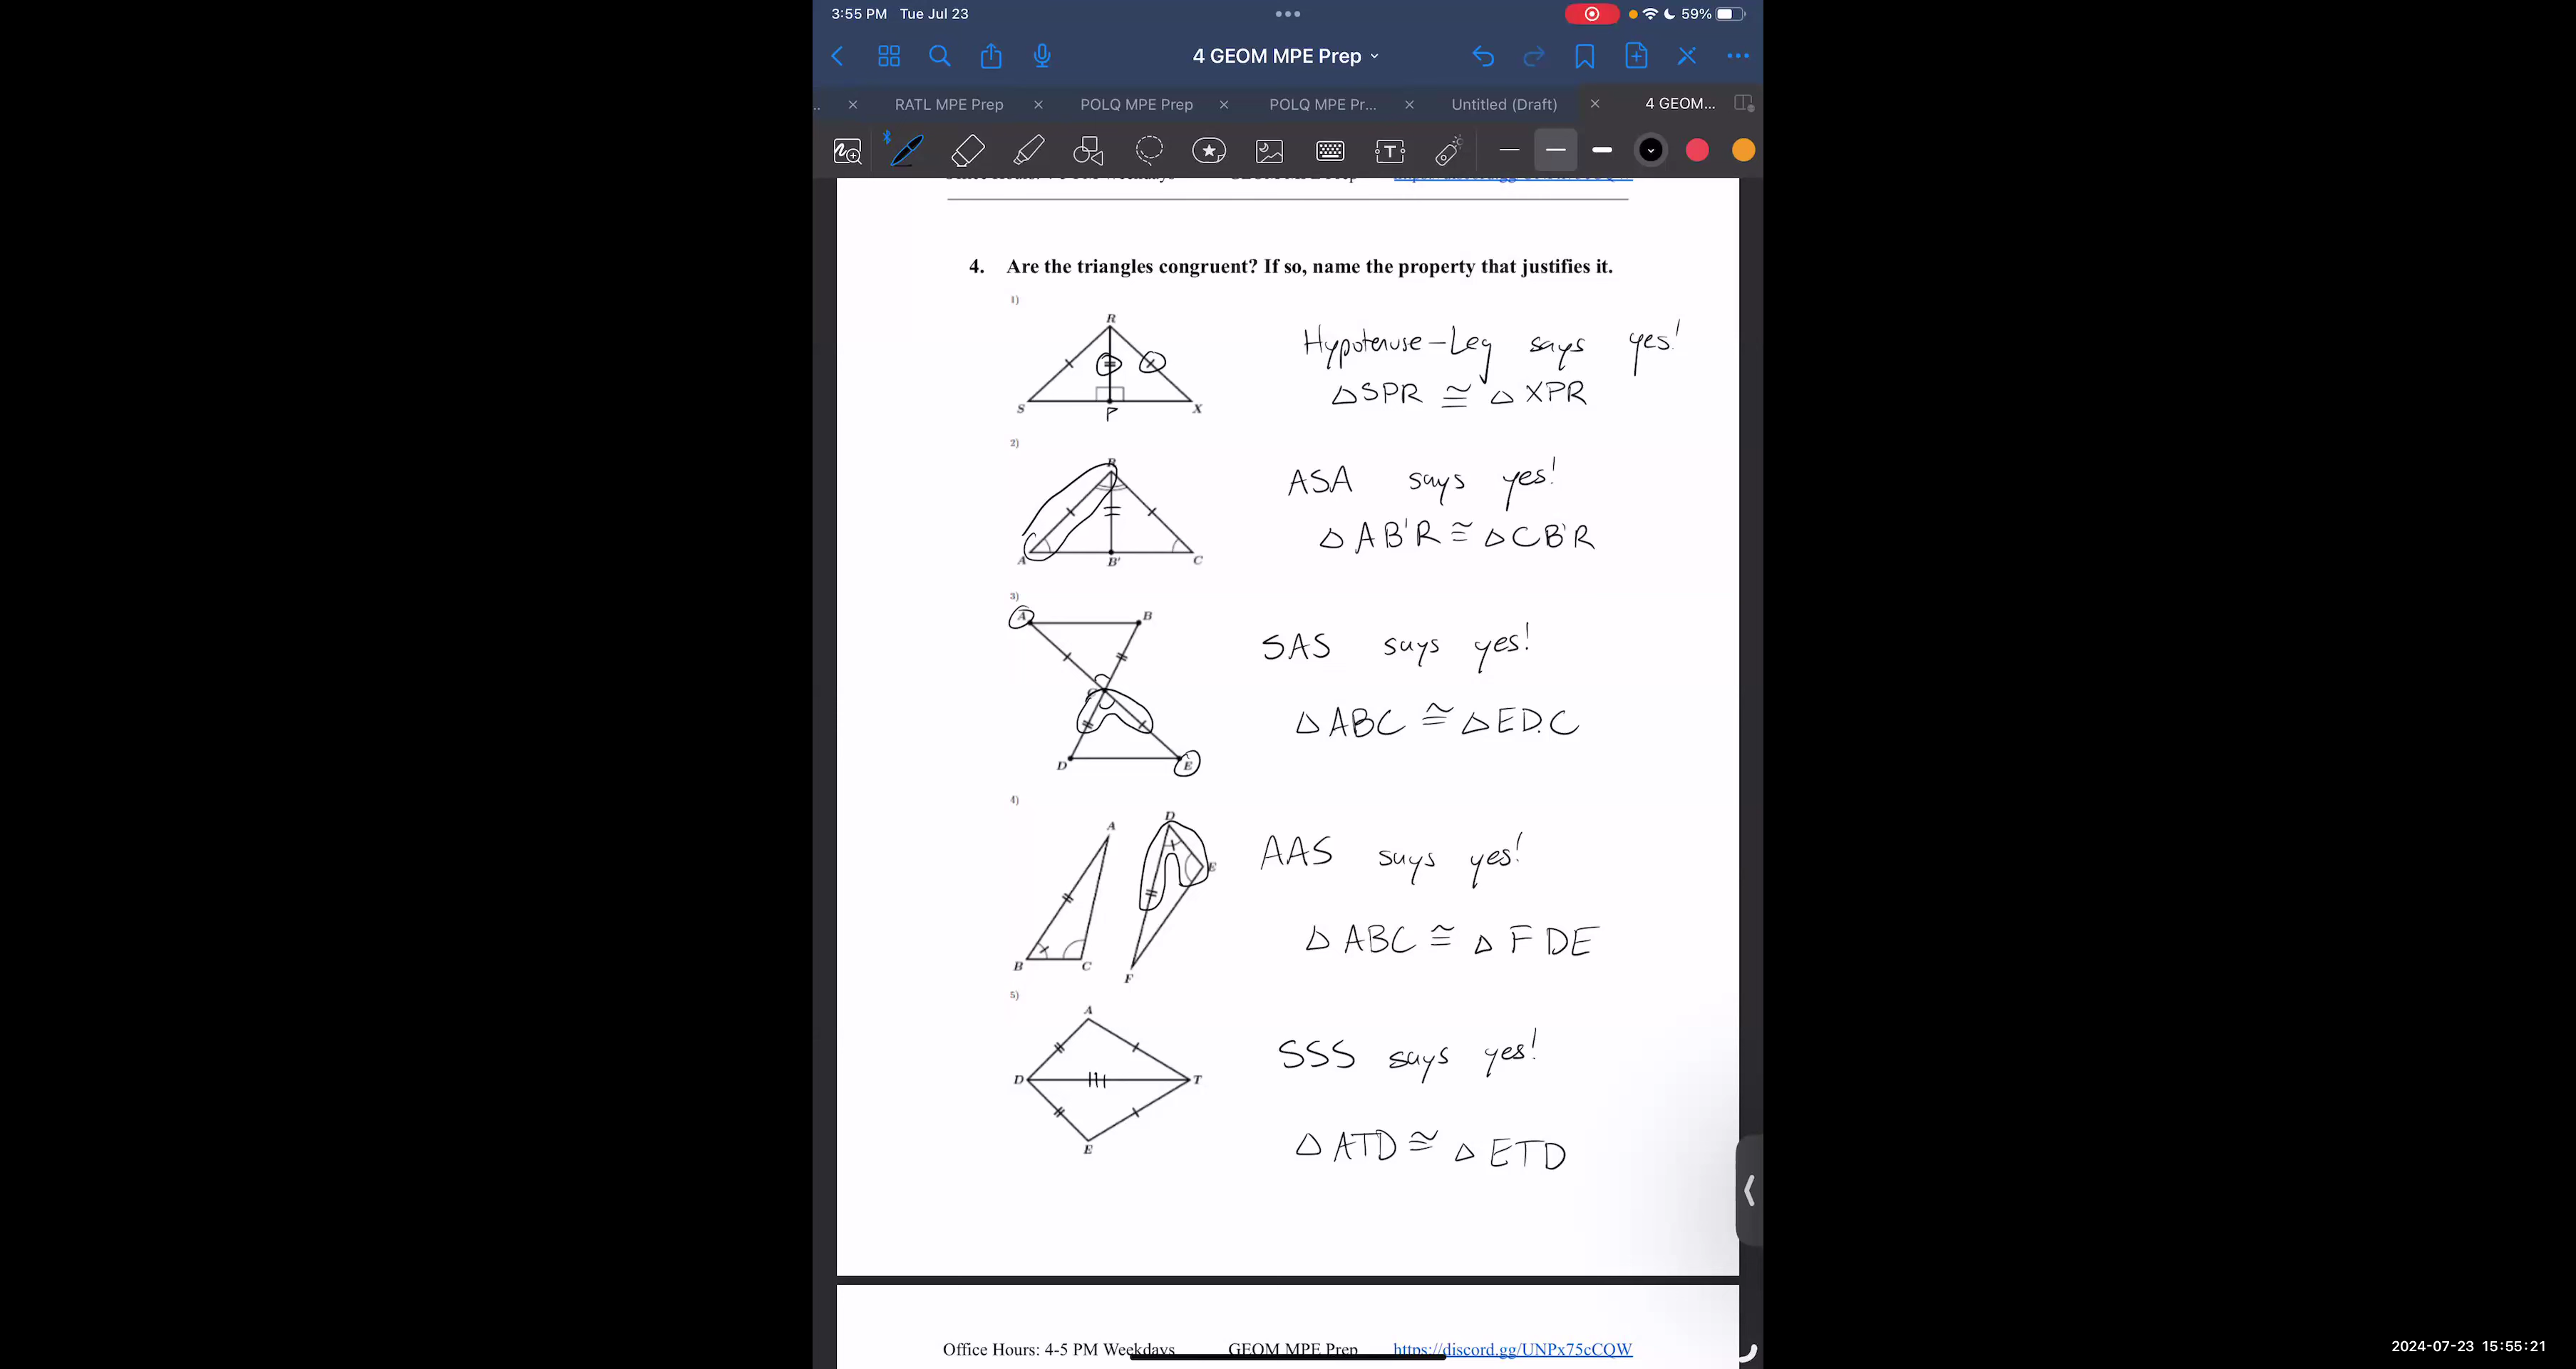 3:55 PM Tue Jul 23
59%
4 GEOM MPE Prep
RATL MPE Prep
POLQ MPE Prep
POLQ MPE Pr...
Untitled (Draft)
4 GEOM...
4. Are the triangles congruent? If so, name the property that justifies it.
1)
R
S
P
X
Hypotenuse-Leg says yes!
△SPR ≅ △XPR
2)
R
A
B'
C
ASA says yes!
△AB'R ≅ △CB'R
3)
A
B
C
D
E
SAS says yes!
△ABC ≅ △EDC
4)
A
B
C
D
E
F
AAS says yes!
△ABC ≅ △FDE
5)
A
D
T
E
SSS says yes!
△ATD ≅ △ETD
Office Hours: 4-5 PM Weekdays GEOM MPE Prep https://discord.gg/UNPx75cCQW
2024-07-23 15:55:21